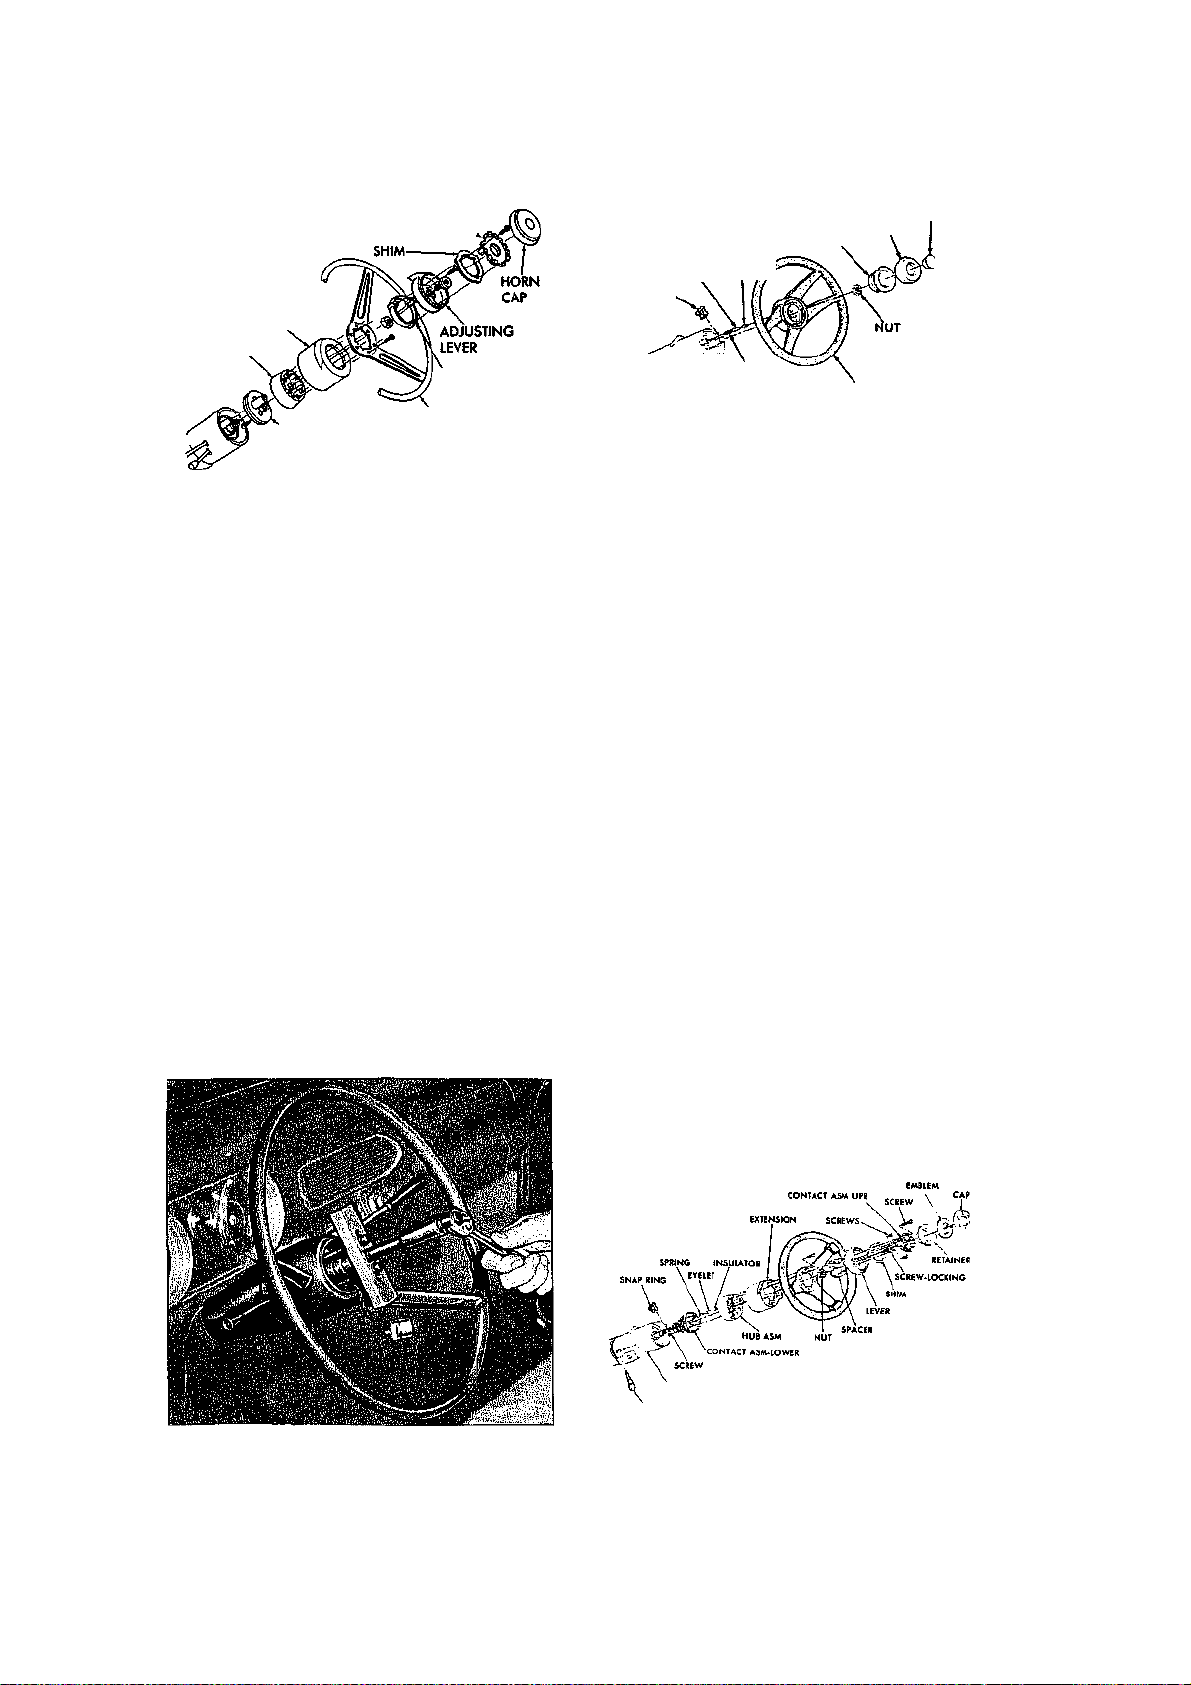 SHIM
HORN
CAP
ADJUSTING
LEVER
NUT
EMBLEM
CONTACT ASM UPR
SCREW
CAP
EXTENSION
SCREWS
SPRING
INSULATOR
RETAINER
EYELET
SNAP RING
SCREW-LOCKING
SHIM
LEVER
HUB ASM
NUT
SPACER
CONTACT ASM-LOWER
SCREW